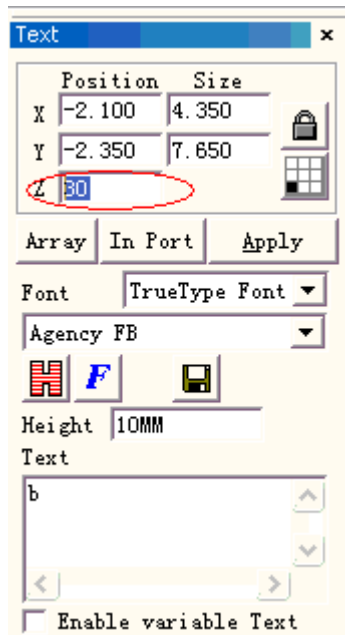 Text
Position Size
X -2.100 4.350
Y -2.350 7.650
Z 30
Array In Port Apply
Font TrueType Font
Agency FB
H F
Height 10MM
Text
b
Enable variable Text